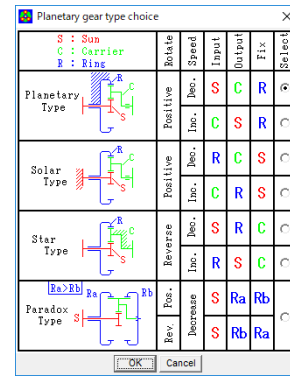 Planetary gear type choice
S : Sun
C : Carrier
R : Ring
Rotate
Speed
Input
Output
Fix
Select
Planetary
Type
R
C
S
Positive
Dec.
S C R
Inc.
C S R
Solar
Type
R
C
S
Positive
Dec.
R C S
Inc.
C R S
Star
Type
R
C
S
Reverse
Dec.
S R C
Inc.
R S C
Ra>Rb
Ra
Rb
Paradox
Type
S
Pos.
Rev.
Decrease
S Ra Rb
S Rb Ra
OK
Cancel